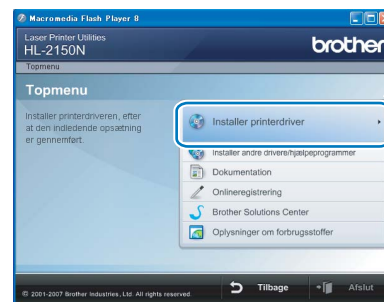 Macromedia Flash Player 8
Laser Printer Utilities
HL-2150N
brother
Topmenu
Topmenu
Installer printerdriveren, efter
at den indledende opsætning
er gennemført.
Installer printerdriver
Installer andre drivere/hjælpeprogrammer
Dokumentation
Onlineregistrering
Brother Solutions Center
Oplysninger om forbrugsstoffer
© 2001-2007 Brother Industries, Ltd. All rights reserved.
Tilbage
Afslut